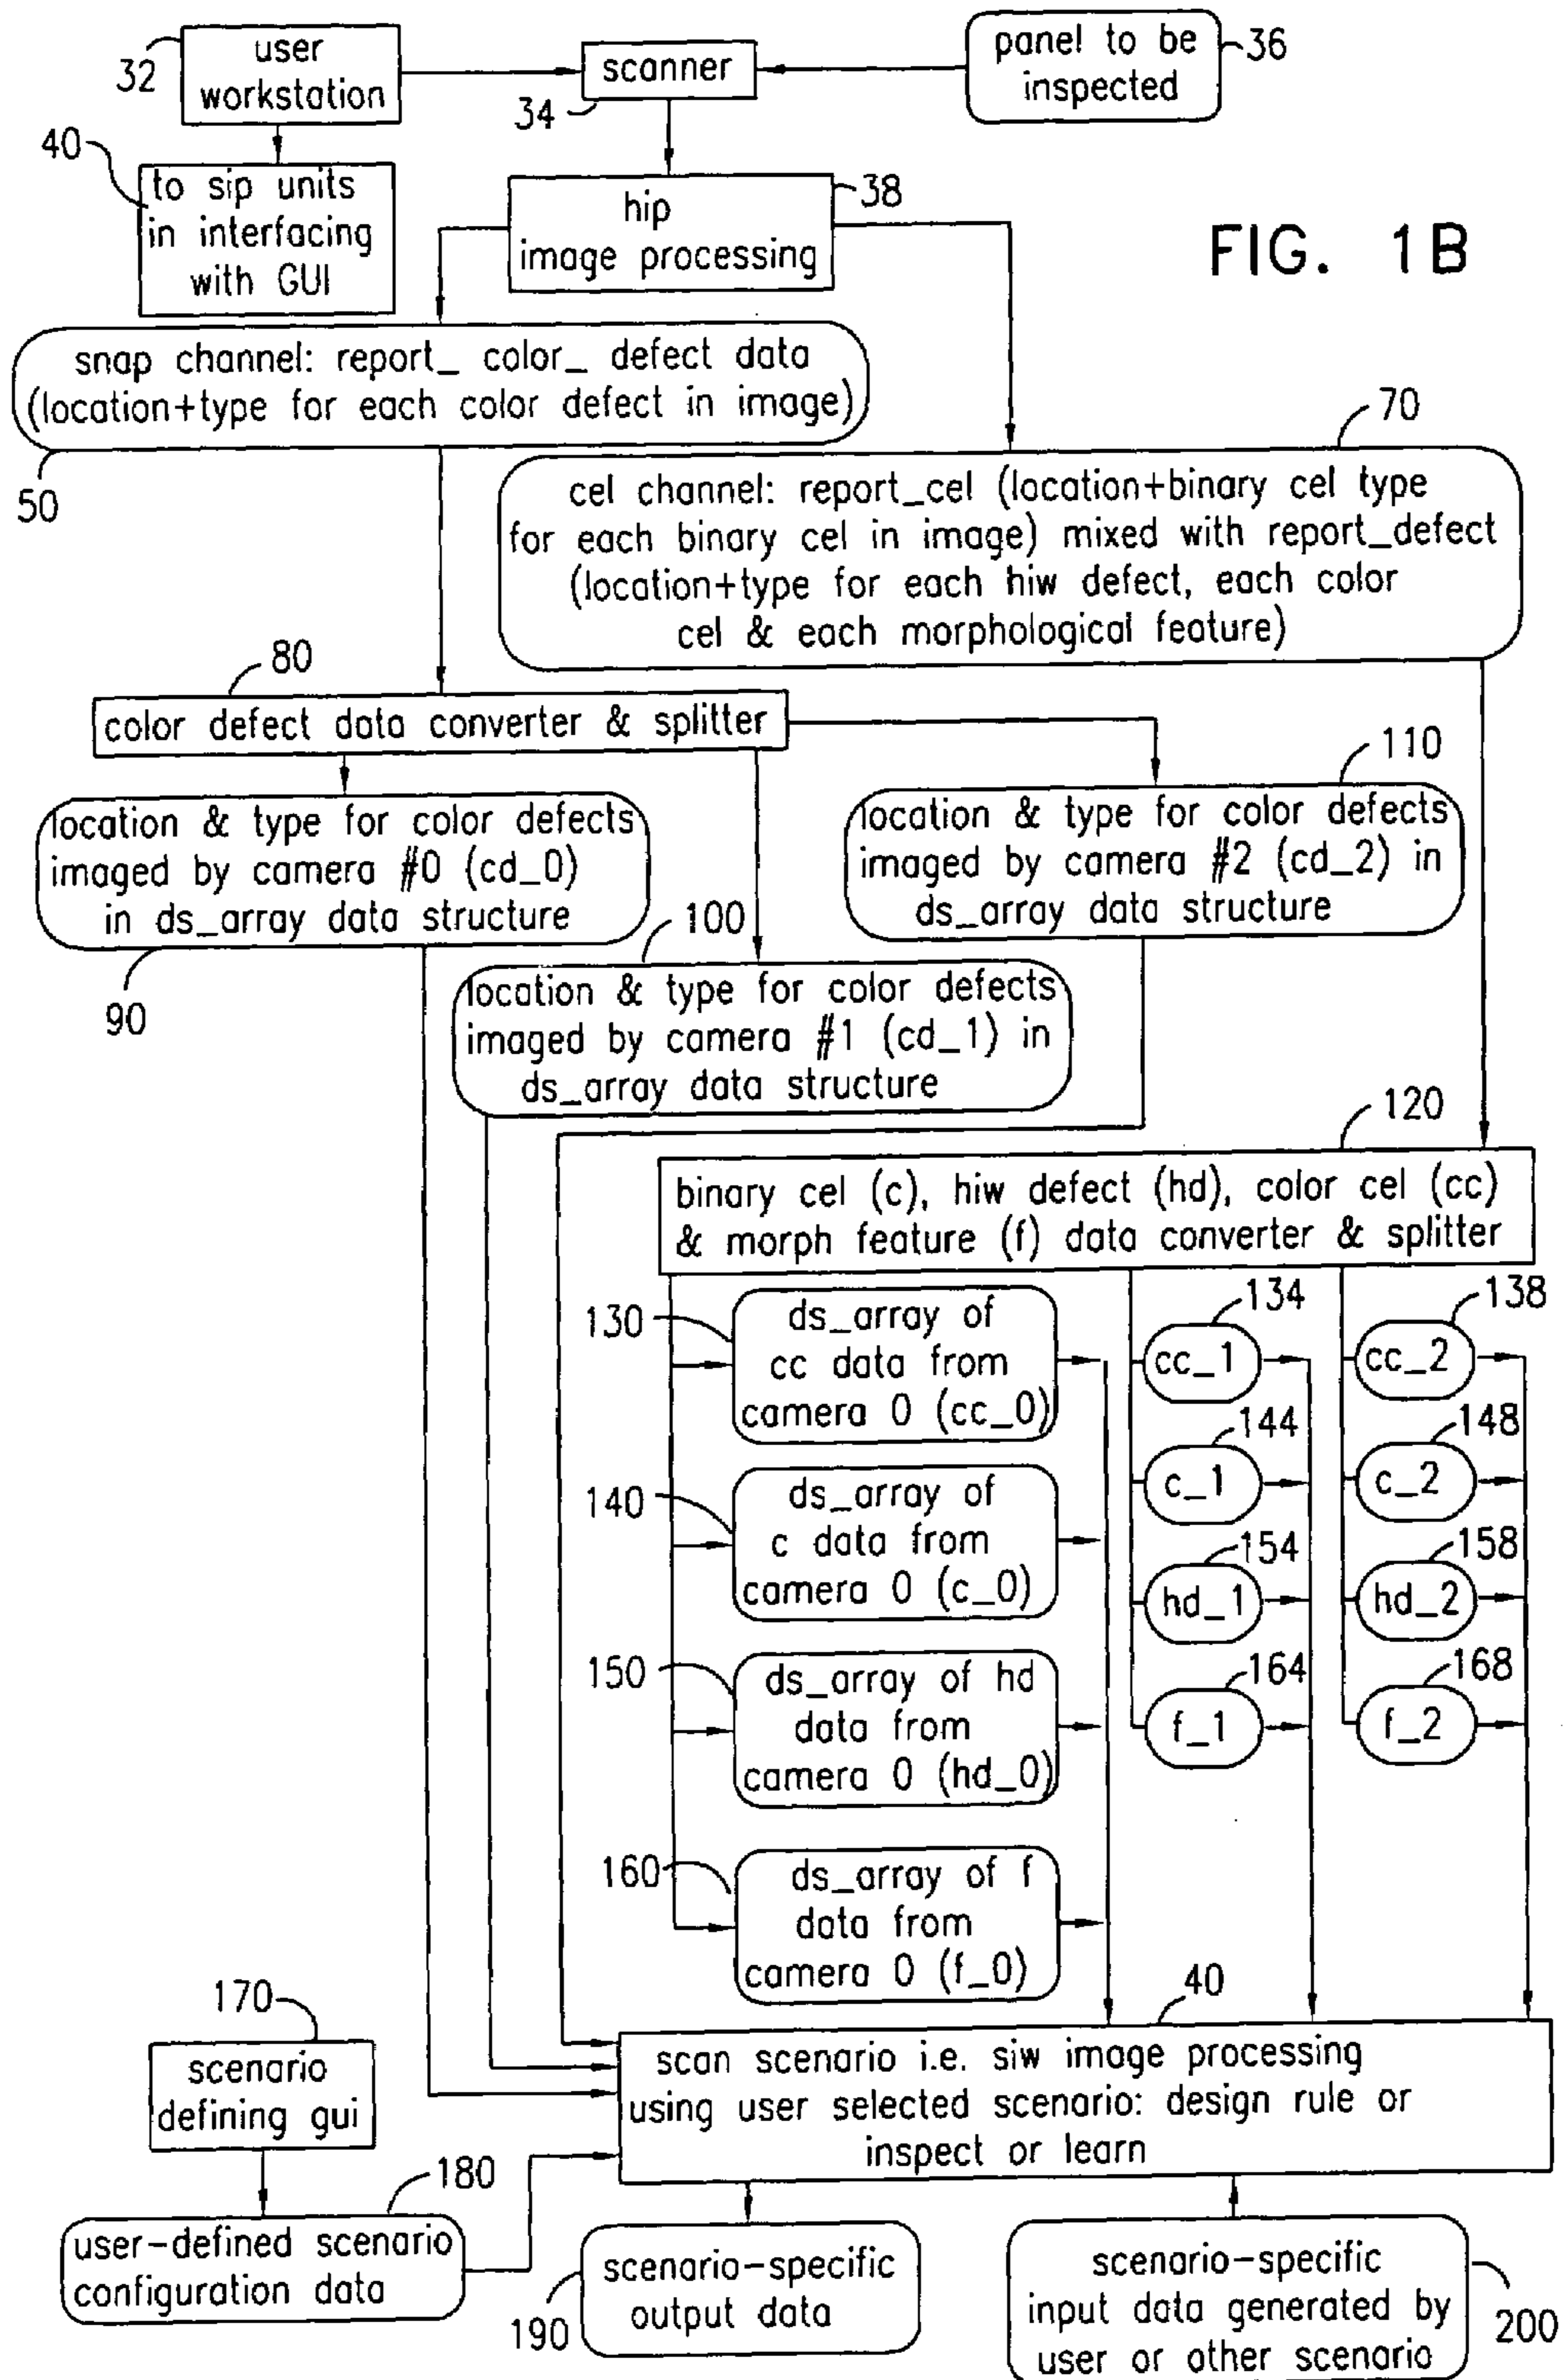 user
workstation
32
scanner
34
panel to be
inspected
36
40
to sip units
in interfacing
with GUI
hip
image processing
38
FIG. 1B
snap channel: report_ color_ defect data
(location+type for each color defect in image)
50
70
cel channel: report_cel (location+binary cel type
for each binary cel in image) mixed with report_defect
(location+type for each hiw defect, each color
cel & each morphological feature)
80
color defect data converter & splitter
110
location & type for color defects
imaged by camera #0 (cd_0)
in ds_array data structure
90
location & type for color defects
imaged by camera #2 (cd_2) in
ds_array data structure
100
location & type for color defects
imaged by camera #1 (cd_1) in
ds_array data structure
120
binary cel (c), hiw defect (hd), color cel (cc)
& morph feature (f) data converter & splitter
130
ds_array of
cc data from
camera 0 (cc_0)
134
cc_1
138
cc_2
140
ds_array of
c data from
camera 0 (c_0)
144
c_1
148
c_2
150
ds_array of hd
data from
camera 0 (hd_0)
154
hd_1
158
hd_2
160
ds_array of f
data from
camera 0 (f_0)
164
f_1
168
f_2
170
scenario
defining gui
40
scan scenario i.e. siw image processing
using user selected scenario: design rule or
inspect or learn
180
user-defined scenario
configuration data
190
scenario-specific
output data
scenario-specific
input data generated by
user or other scenario
200